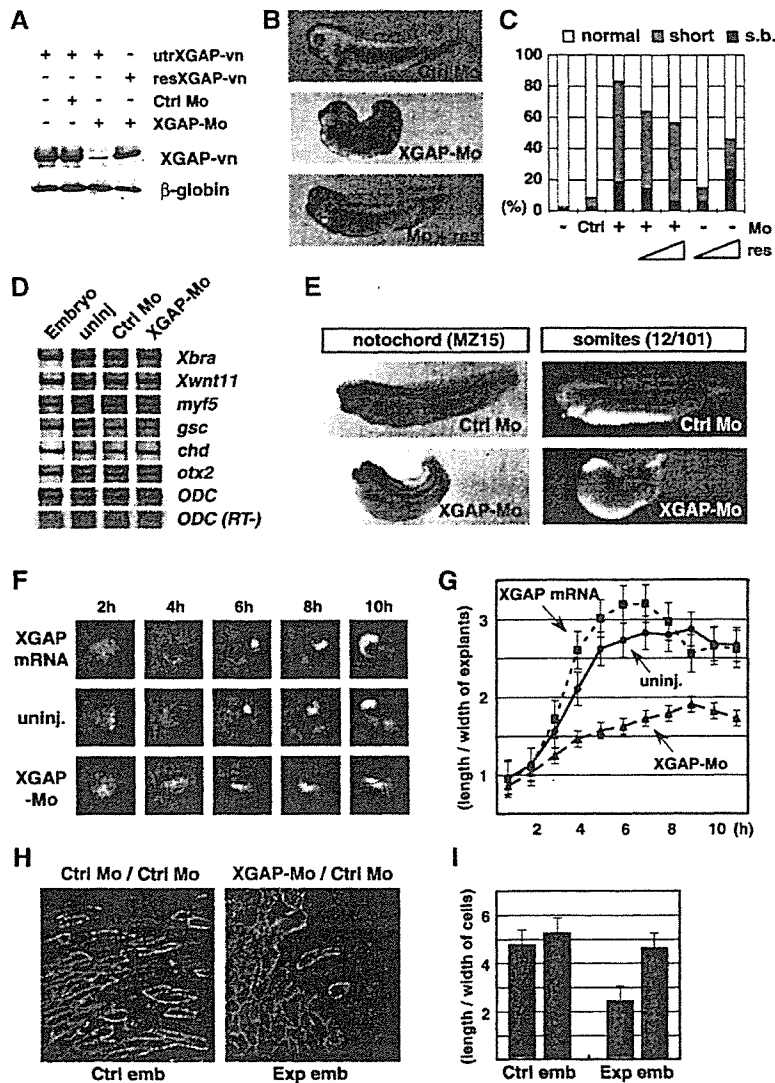 A
+ + + - utrXGAP-vn
- - - + resXGAP-vn
- + - - Ctrl Mo
- - + + XGAP-Mo
XGAP-vn
β-globin
B
Ctrl Mo
XGAP-Mo
Mo + res
C
normal short s.b.
100
80
60
40
20
(%) 0
- Ctrl + + + - - Mo
res
D
Embryo
uninj
Ctrl Mo
XGAP-Mo
Xbra
Xwnt11
myf5
gsc
chd
otx2
ODC
ODC (RT-)
E
notochord (MZ15) somites (12/101)
Ctrl Mo Ctrl Mo
XGAP-Mo XGAP-Mo
F
2h 4h 6h 8h 10h
XGAP
mRNA
uninj.
XGAP
-Mo
G
(length / width of explants)
3
2
1
XGAP mRNA
uninj.
XGAP-Mo
2 4 6 8 10 (h)
H
Ctrl Mo / Ctrl Mo XGAP-Mo / Ctrl Mo
Ctrl emb Exp emb
I
(length / width of cells)
6
4
2
Ctrl emb Exp emb